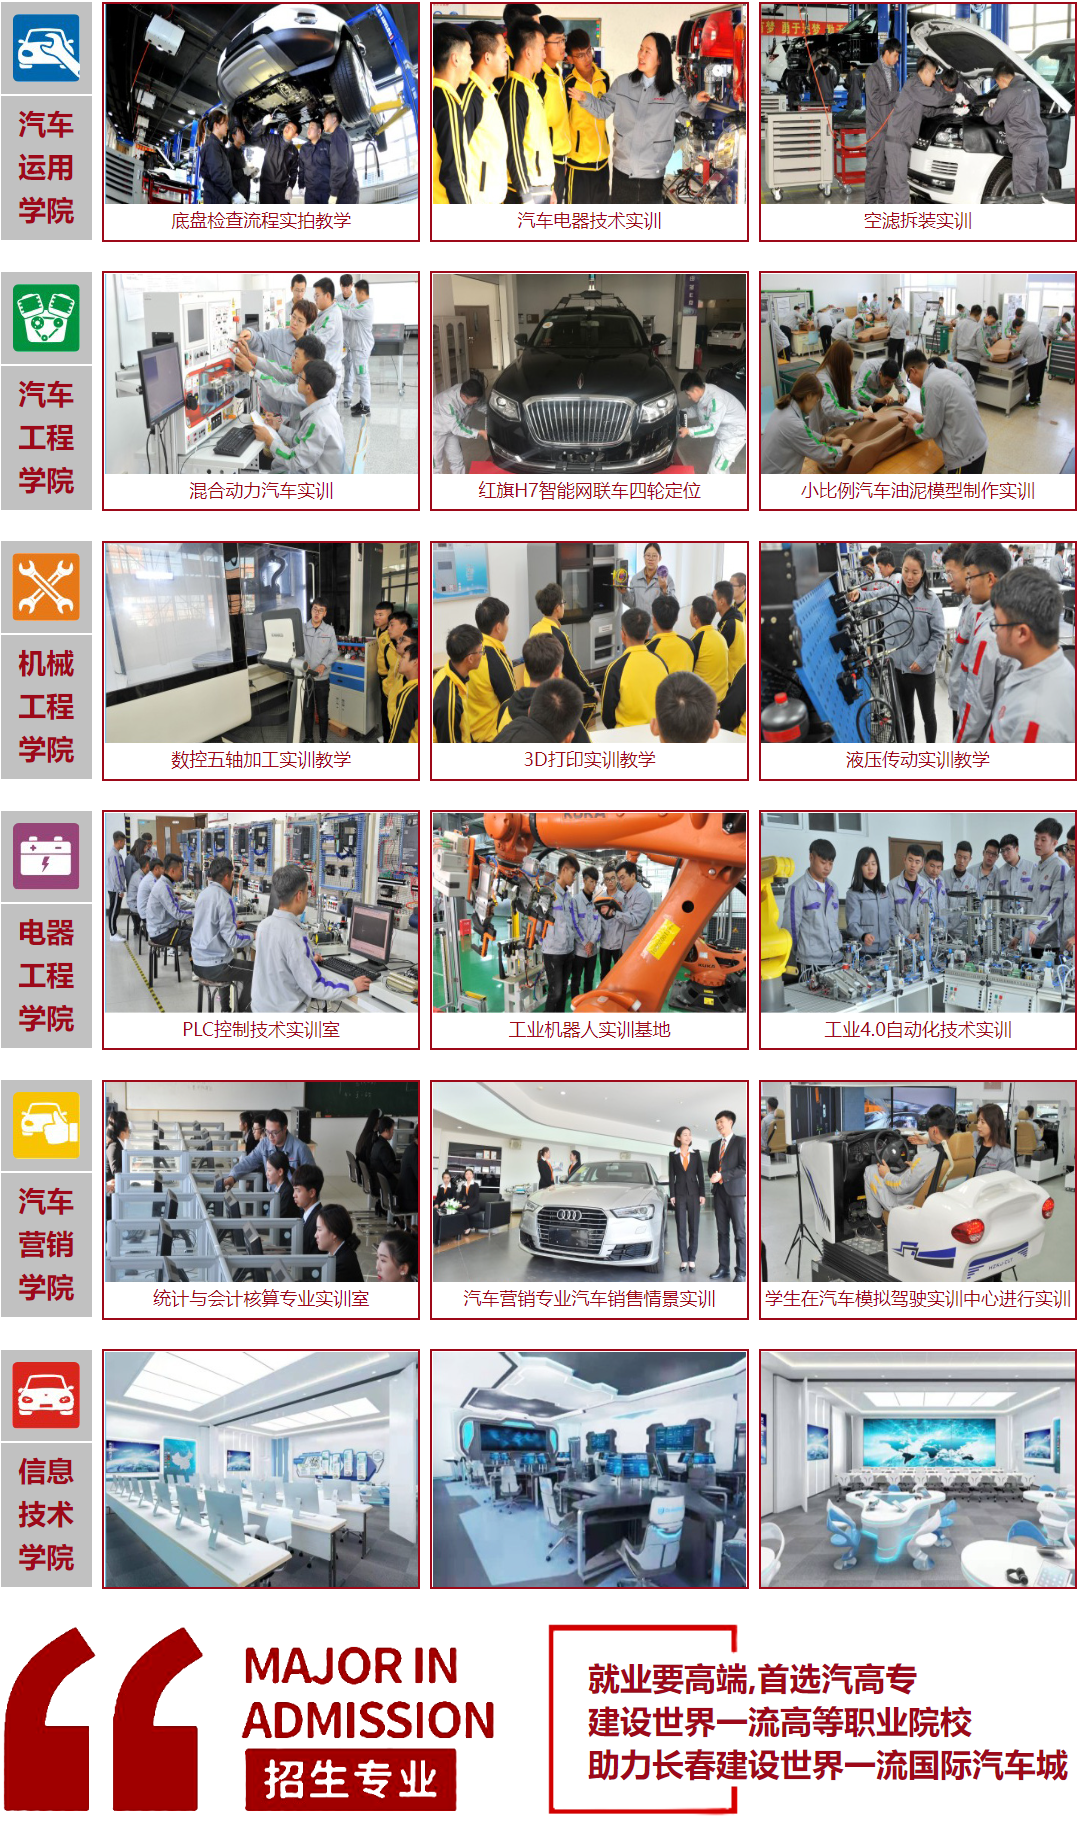 汽车
运用
学院
底盘检查流程实拍教学
汽车电器技术实训
空滤拆装实训
汽车
工程
学院
混合动力汽车实训
红旗H7智能网联车四轮定位
小比例汽车油泥模型制作实训
机械
工程
学院
数控五轴加工实训教学
3D打印实训教学
液压传动实训教学
电器
工程
学院
KUKA
PLC控制技术实训室
工业机器人实训基地
工业4.0自动化技术实训
汽车
营销
学院
统计与会计核算专业实训室
汽车营销专业汽车销售情景实训
学生在汽车模拟驾驶实训中心进行实训
信息
技术
学院
MAJOR IN
ADMISSION
招生专业
就业要高端,首选汽高专
建设世界一流高等职业院校
助力长春建设世界一流国际汽车城